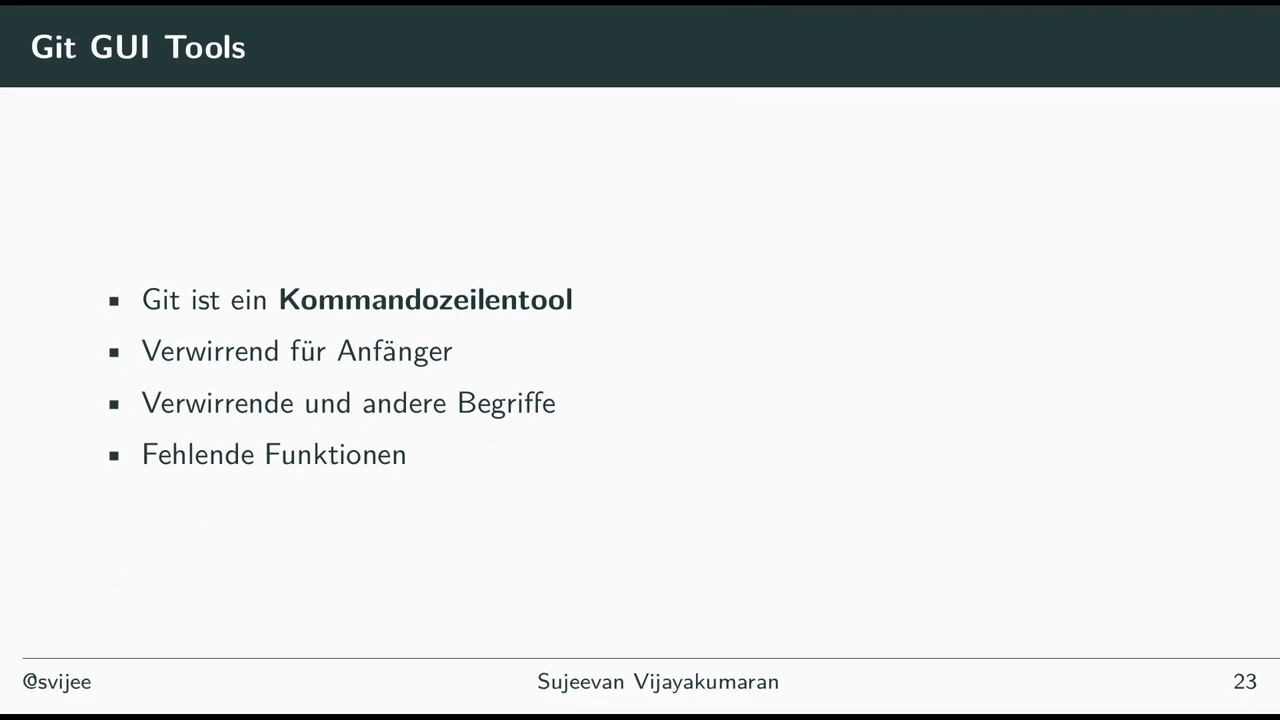 Git GUI Tools
Git ist ein Kommandozeilentool
Verwirrend für Anfänger
Verwirrende und andere Begriffe
Fehlende Funktionen
@svijee
Sujeevan Vijayakumaran
23